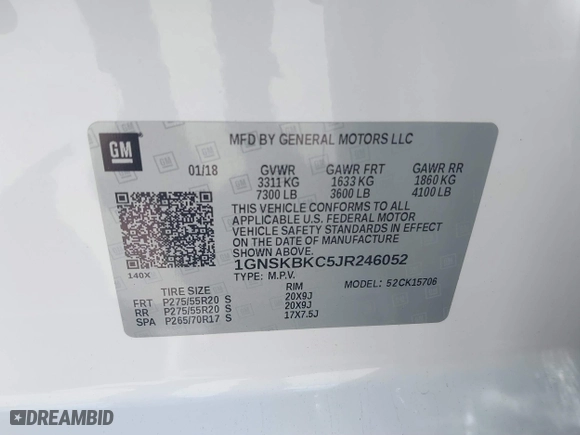 GM
MFD BY GENERAL MOTORS LLC
01/18 GVWR GAWR FRT GAWR RR
3311 KG 1633 KG 1860 KG
7300 LB 3600 LB 4100 LB
THIS VEHICLE CONFORMS TO ALL
APPLICABLE U.S. FEDERAL MOTOR
VEHICLE SAFETY STANDARDS IN EFFECT
ON THE DATE OF MANUFACTURE SHOWN ABOVE.
1GNSKBKC5JR246052
140X TYPE: M.P.V.
MODEL: 52CK15706
TIRE SIZE RIM
FRT P275/55R20 S 20X9J
RR P275/55R20 S 20X9J
SPA P265/70R17 S 17X7.5J
DREAMBID